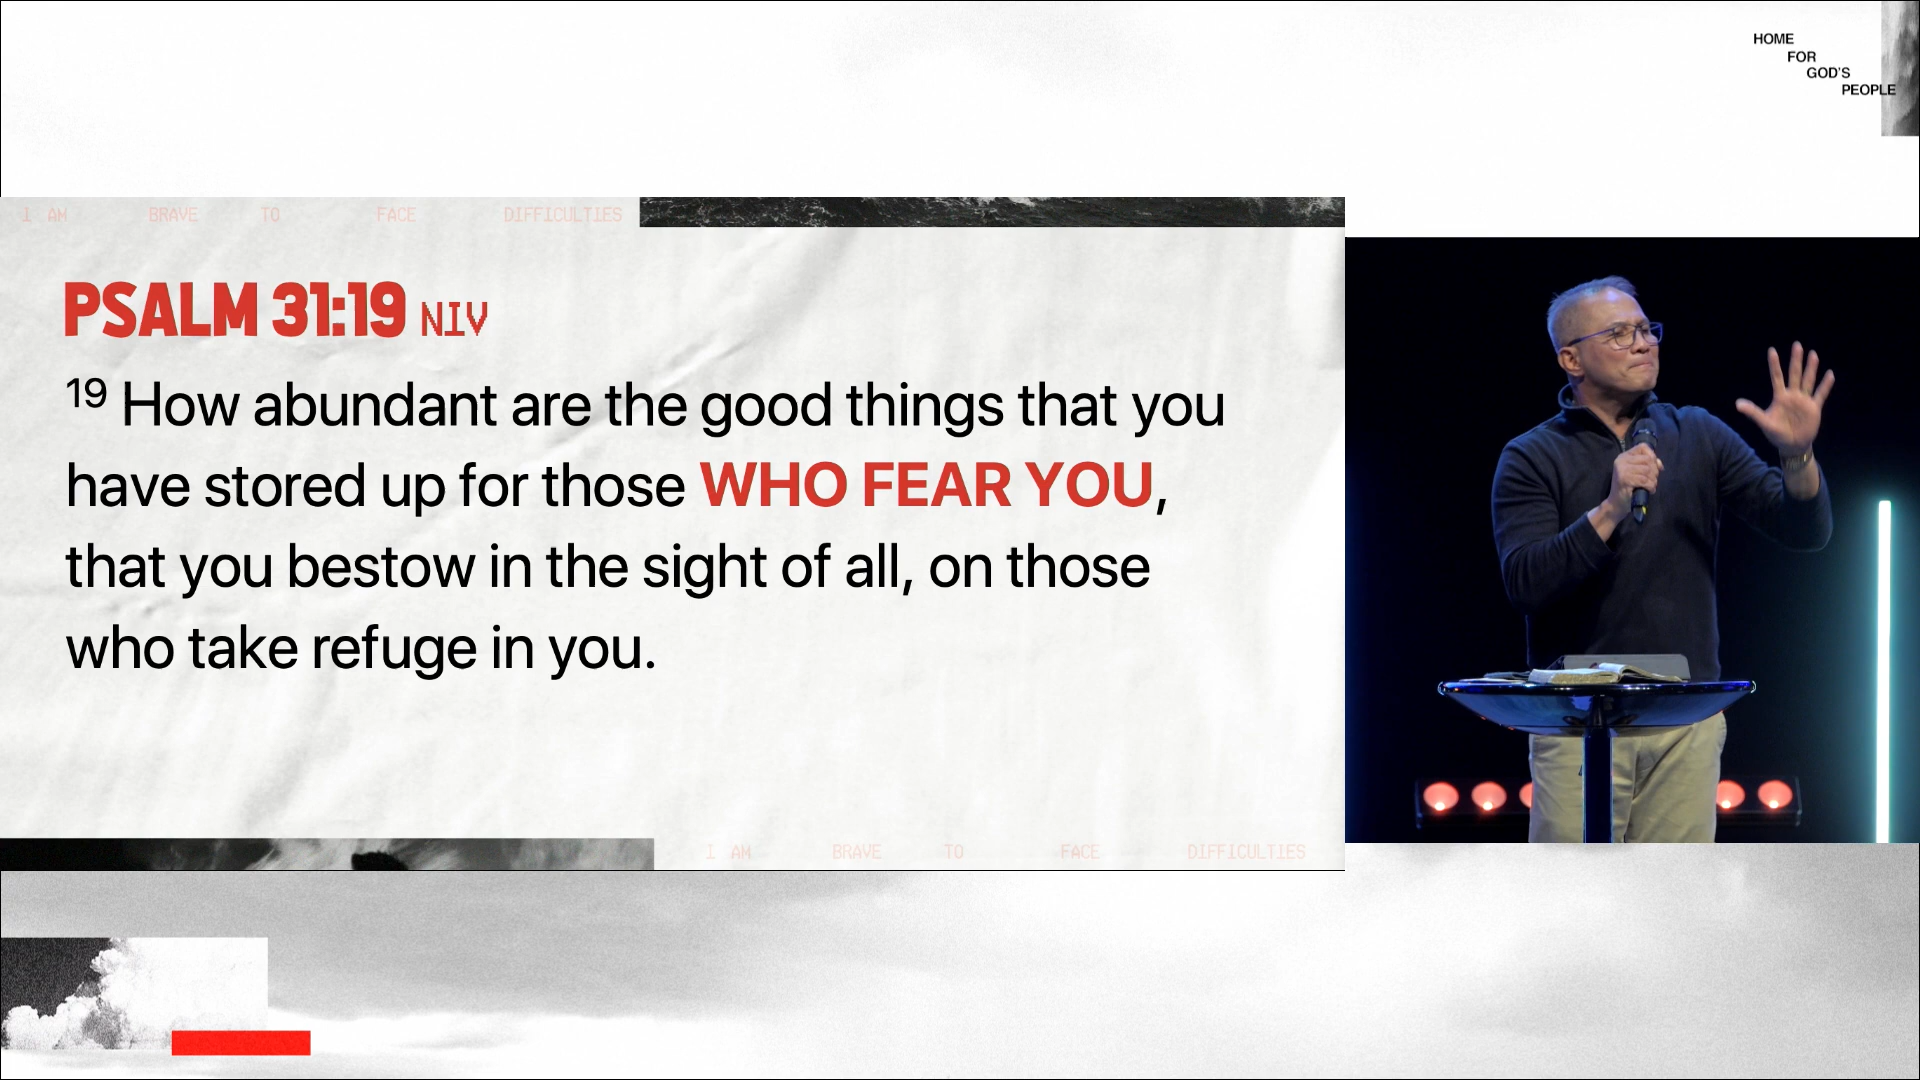 HOME
FOR
GOD'S
PEOPLE
I AM BRAVE TO FACE DIFFICULTIES
PSALM 31:19 NIV
19 How abundant are the good things that you
have stored up for those WHO FEAR YOU,
that you bestow in the sight of all, on those
who take refuge in you.
I AM BRAVE TO FACE DIFFICULTIES